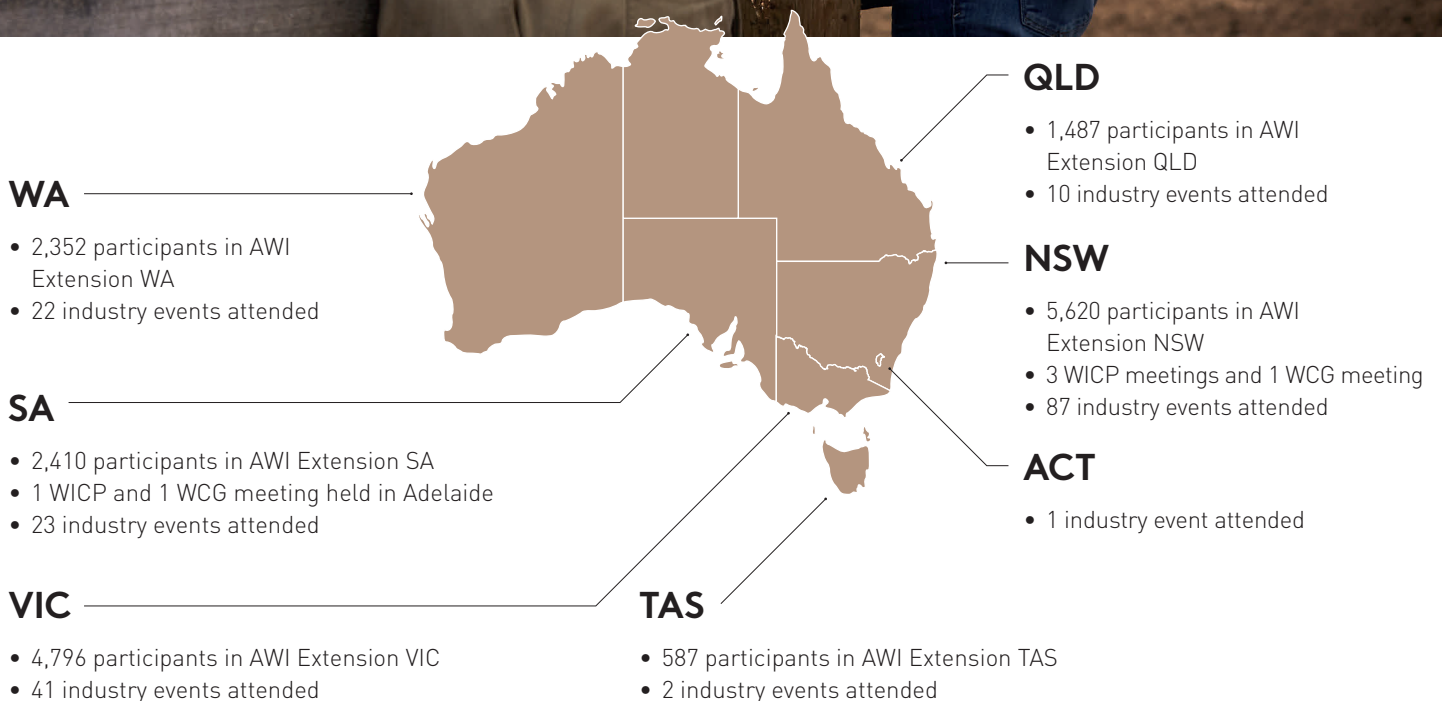 QLD
• 1,487 participants in AWI
Extension QLD
• 10 industry events attended
WA
• 2,352 participants in AWI
Extension WA
• 22 industry events attended
NSW
• 5,620 participants in AWI
Extension NSW
• 3 WICP meetings and 1 WCG meeting
• 87 industry events attended
SA
• 2,410 participants in AWI Extension SA
• 1 WICP and 1 WCG meeting held in Adelaide
• 23 industry events attended
ACT
• 1 industry event attended
VIC
• 4,796 participants in AWI Extension VIC
• 41 industry events attended
TAS
• 587 participants in AWI Extension TAS
• 2 industry events attended